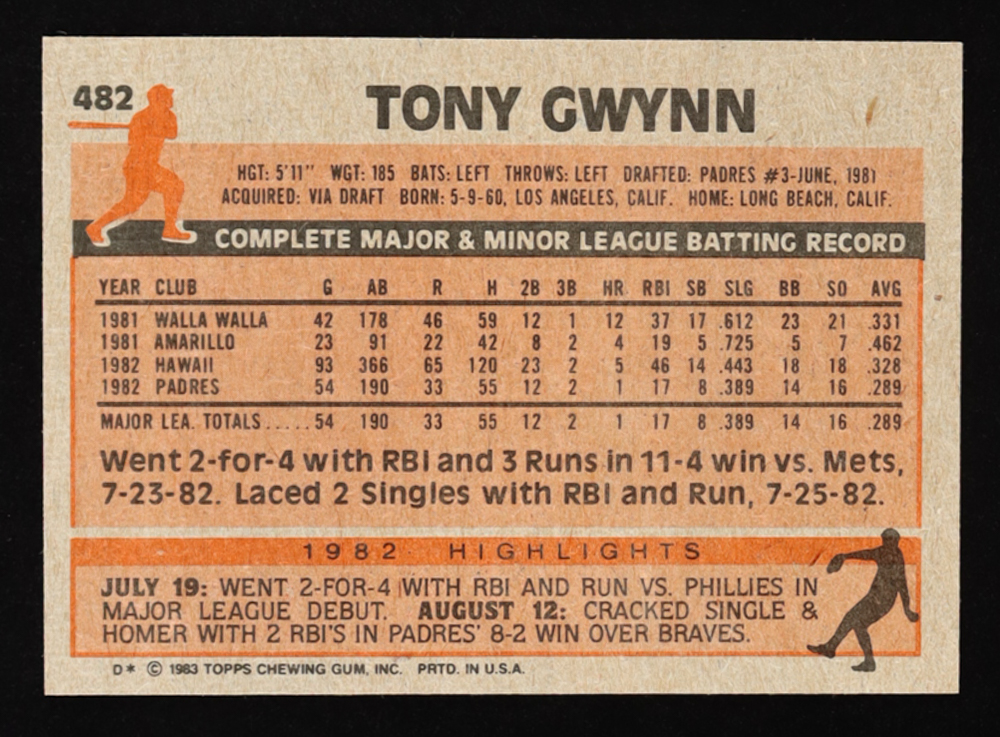 482
TONY GWYNN
HGT: 5'11" WGT: 185 BATS: LEFT THROWS: LEFT DRAFTED: PADRES #3-JUNE, 1981
ACQUIRED: VIA DRAFT BORN: 5-9-60, LOS ANGELES, CALIF. HOME: LONG BEACH, CALIF.
COMPLETE MAJOR & MINOR LEAGUE BATTING RECORD
YEAR CLUB G AB R H 2B 3B HR RBI SB SLG BB SO AVG
1981 WALLA WALLA 42 178 46 59 12 1 12 37 17 .612 23 21 .331
1981 AMARILLO 23 91 22 42 8 2 4 19 5 .725 5 7 .462
1982 HAWAII 93 366 65 120 23 2 5 46 14 .443 18 18 .328
1982 PADRES 54 190 33 55 12 2 1 17 8 .389 14 16 .289
MAJOR LEA. TOTALS..... 54 190 33 55 12 2 1 17 8 .389 14 16 .289
Went 2-for-4 with RBI and 3 Runs in 11-4 win vs. Mets,
7-23-82. Laced 2 Singles with RBI and Run, 7-25-82.
1982 HIGHLIGHTS
JULY 19: WENT 2-FOR-4 WITH RBI AND RUN VS. PHILLIES IN
MAJOR LEAGUE DEBUT. AUGUST 12: CRACKED SINGLE &
HOMER WITH 2 RBI'S IN PADRES' 8-2 WIN OVER BRAVES.
D* © 1983 TOPPS CHEWING GUM, INC. PRTD. IN U.S.A.